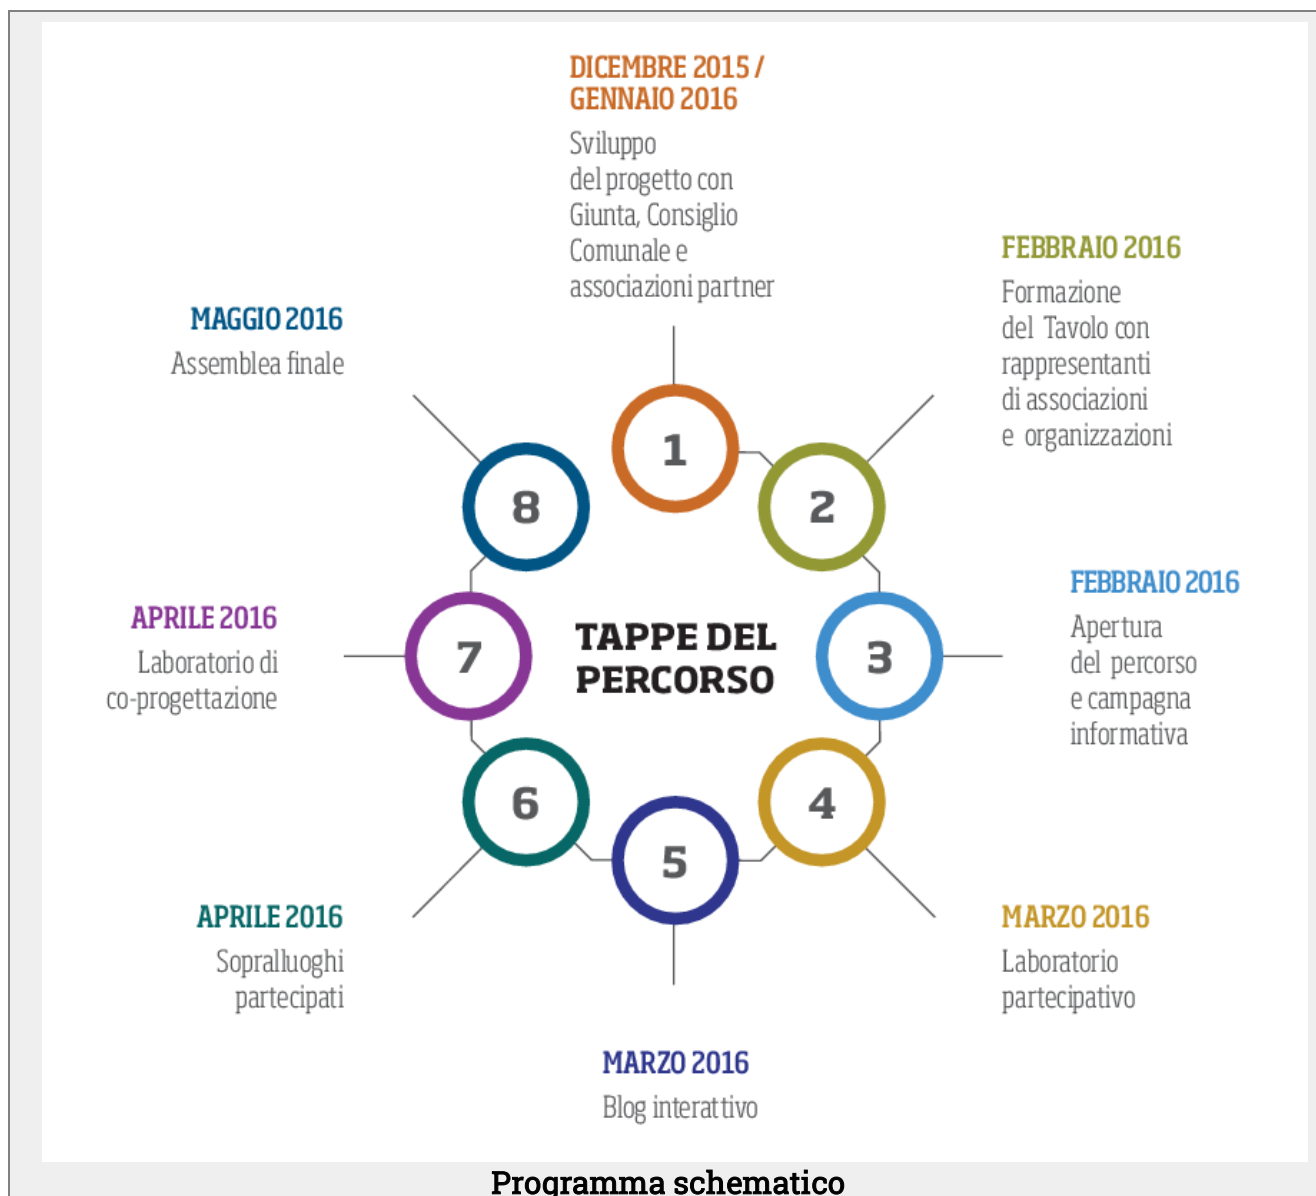 DICEMBRE 2015 /
GENNAIO 2016
Sviluppo
del progetto con
Giunta, Consiglio
Comunale e
associazioni partner
FEBBRAIO 2016
Formazione
del Tavolo con
rappresentanti
di associazioni
e organizzazioni
FEBBRAIO 2016
Apertura
del percorso
e campagna
informativa
MARZO 2016
Laboratorio
partecipativo
MARZO 2016
Blog interattivo
APRILE 2016
Sopralluoghi
partecipati
APRILE 2016
Laboratorio di
co-progettazione
MAGGIO 2016
Assemblea finale
1
2
3
4
5
6
7
8
TAPPE DEL
PERCORSO
Programma schematico